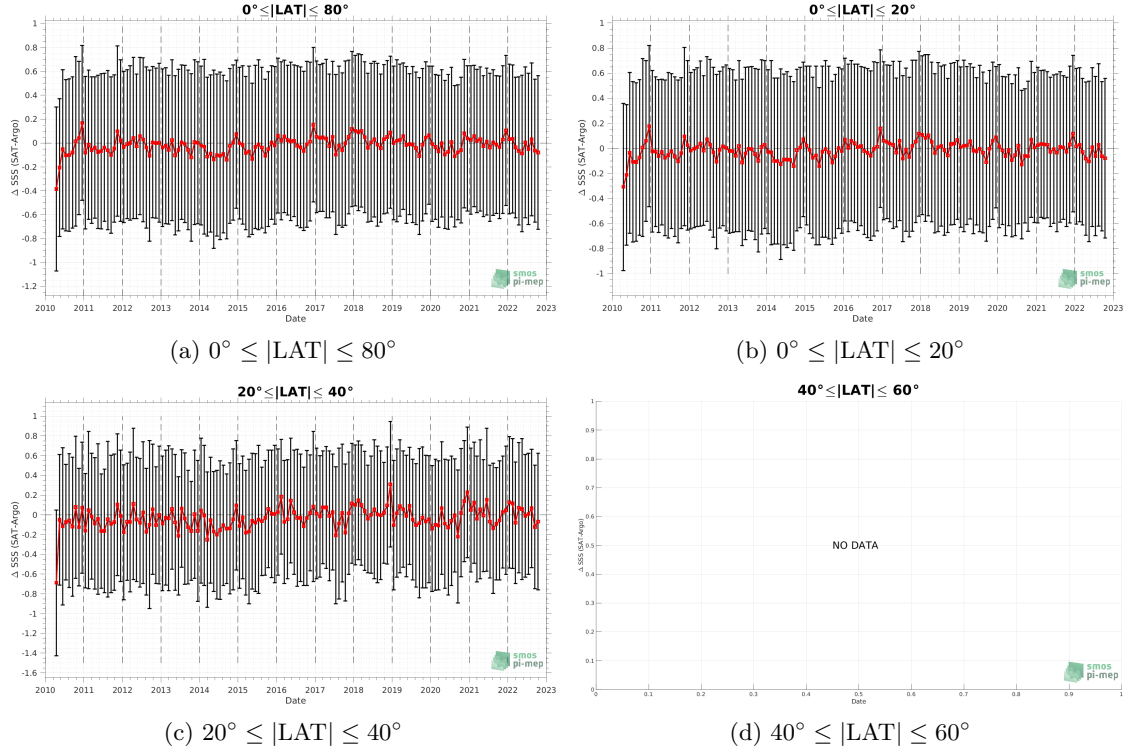 0°≤|LAT|≤ 80°
Δ SSS (SAT-Argo)
1
0.8
0.6
0.4
0.2
0
-0.2
-0.4
-0.6
-0.8
-1
-1.2
2010 2011 2012 2013 2014 2015 2016 2017 2018 2019 2020 2021 2022 2023
Date
smos
pi-mep
(a) 0° ≤ |LAT| ≤ 80°
0°≤|LAT|≤ 20°
Δ SSS (SAT-Argo)
1
0.8
0.6
0.4
0.2
0
-0.2
-0.4
-0.6
-0.8
-1
2010 2011 2012 2013 2014 2015 2016 2017 2018 2019 2020 2021 2022 2023
Date
smos
pi-mep
(b) 0° ≤ |LAT| ≤ 20°
20°≤|LAT|≤ 40°
Δ SSS (SAT-Argo)
1
0.8
0.6
0.4
0.2
0
-0.2
-0.4
-0.6
-0.8
-1
-1.2
-1.4
-1.6
2010 2011 2012 2013 2014 2015 2016 2017 2018 2019 2020 2021 2022 2023
Date
smos
pi-mep
(c) 20° ≤ |LAT| ≤ 40°
40°≤|LAT|≤ 60°
Δ SSS (SAT-Argo)
1
0.9
0.8
0.7
0.6
0.5
0.4
0.3
0.2
0.1
0
NO DATA
0 0.1 0.2 0.3 0.4 0.5 0.6 0.7 0.8 0.9 1
Date
smos
pi-mep
(d) 40° ≤ |LAT| ≤ 60°